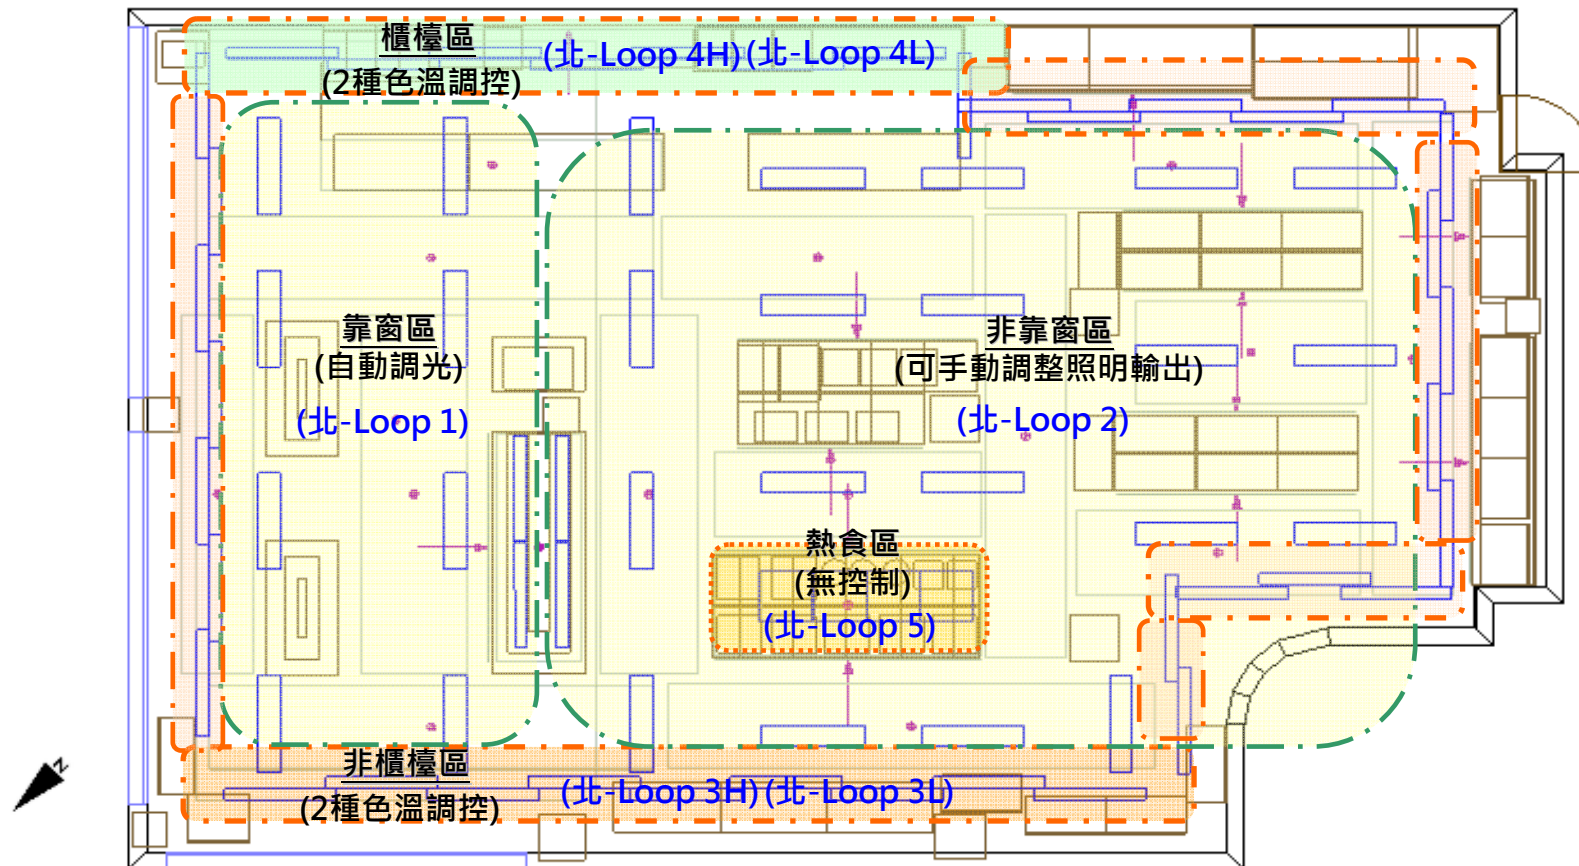 櫃檯區
(2種色溫調控)
(北-Loop 4H) (北-Loop 4L)
靠窗區
(自動調光)
(北-Loop 1)
非靠窗區
(可手動調整照明輸出)
(北-Loop 2)
熱食區
(無控制)
(北-Loop 5)
非櫃檯區
(2種色溫調控)
(北-Loop 3H) (北-Loop 3L)
N